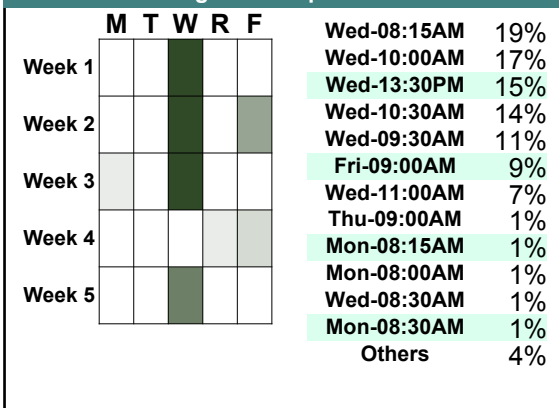 M T W R F
Week 1
Week 2
Week 3
Week 4
Week 5
Wed-08:15AM 19%
Wed-10:00AM 17%
Wed-13:30PM 15%
Wed-10:30AM 14%
Wed-09:30AM 11%
Fri-09:00AM 9%
Wed-11:00AM 7%
Thu-09:00AM 1%
Mon-08:15AM 1%
Mon-08:00AM 1%
Wed-08:30AM 1%
Mon-08:30AM 1%
Others 4%